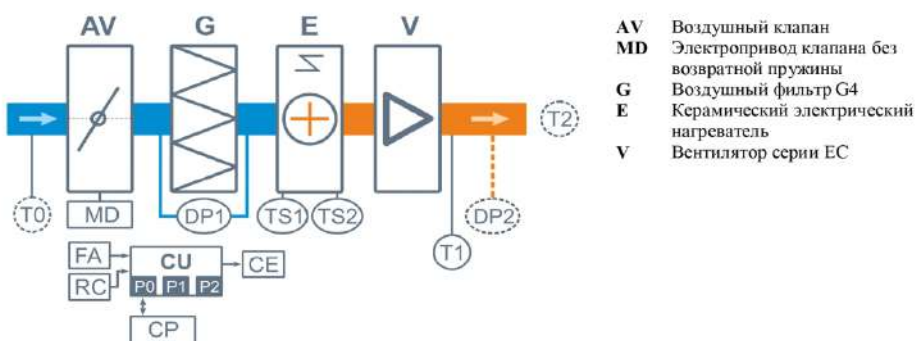 AV G E V
T0 MD DP1 TS1 TS2 T1 DP2 T2
FA CU CE
RC P0 P1 P2
CP
AV Воздушный клапан
MD Электропривод клапана без
возвратной пружины
G Воздушный фильтр G4
E Керамический электрический
нагреватель
V Вентилятор серии EC